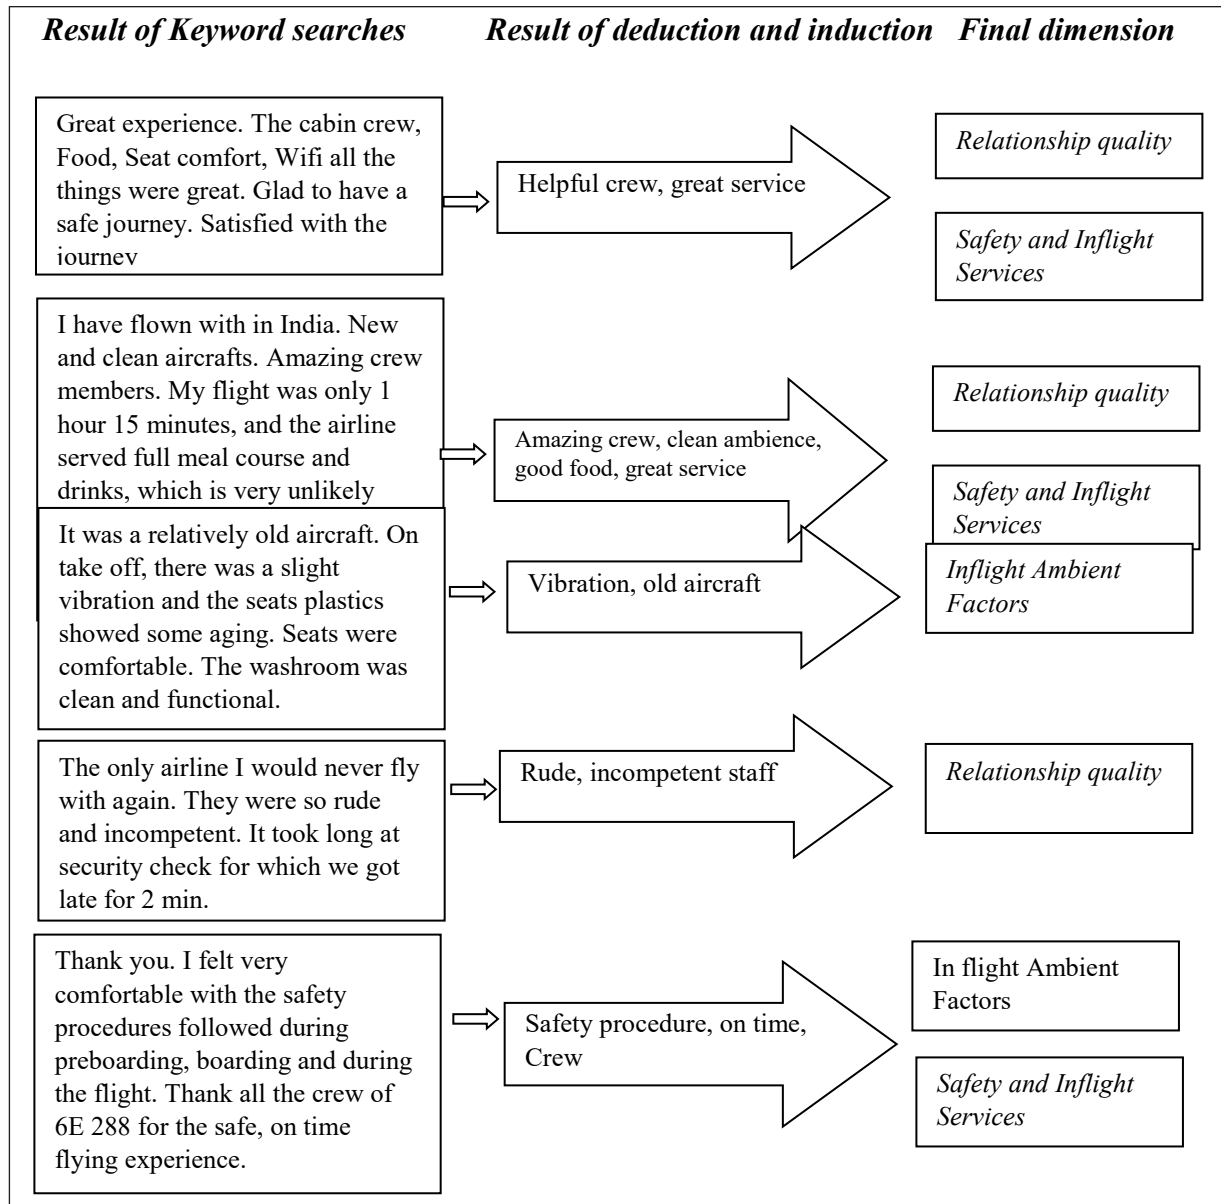 Result of Keyword searches
Result of deduction and induction
Final dimension
Great experience. The cabin crew,
Food, Seat comfort, Wifi all the
things were great. Glad to have a
safe journey. Satisfied with the
journey
Helpful crew, great service
Relationship quality
Safety and Inflight
Services
I have flown with in India. New
and clean aircrafts. Amazing crew
members. My flight was only 1
hour 15 minutes, and the airline
served full meal course and
drinks, which is very unlikely
Amazing crew, clean ambience,
good food, great service
Relationship quality
Safety and Inflight
Services
It was a relatively old aircraft. On
take off, there was a slight
vibration and the seats plastics
showed some aging. Seats were
comfortable. The washroom was
clean and functional.
Vibration, old aircraft
Inflight Ambient
Factors
The only airline I would never fly
with again. They were so rude
and incompetent. It took long at
security check for which we got
late for 2 min.
Rude, incompetent staff
Relationship quality
Thank you. I felt very
comfortable with the safety
procedures followed during
preboarding, boarding and during
the flight. Thank all the crew of
6E 288 for the safe, on time
flying experience.
Safety procedure, on time,
Crew
In flight Ambient
Factors
Safety and Inflight
Services